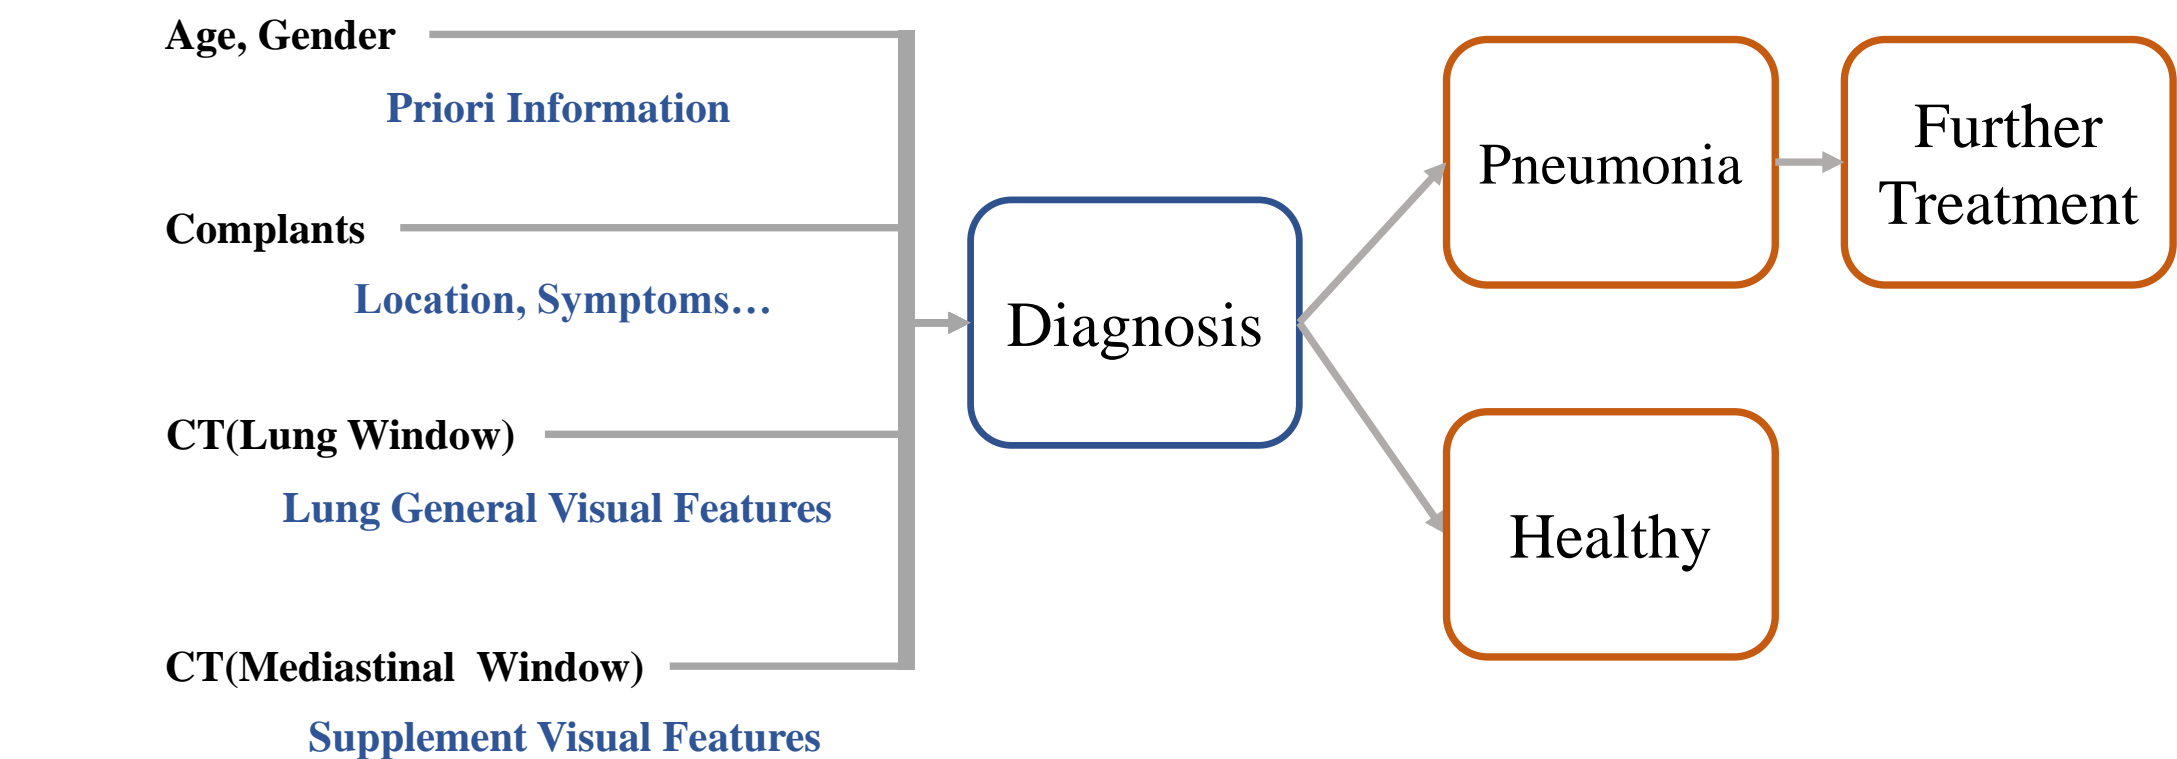 Age, Gender
Priori Information
Complants
Location, Symptoms…
CT(Lung Window)
Lung General Visual Features
CT(Mediastinal  Window)
Supplement Visual Features
Diagnosis
Pneumonia
Further
Treatment
Healthy